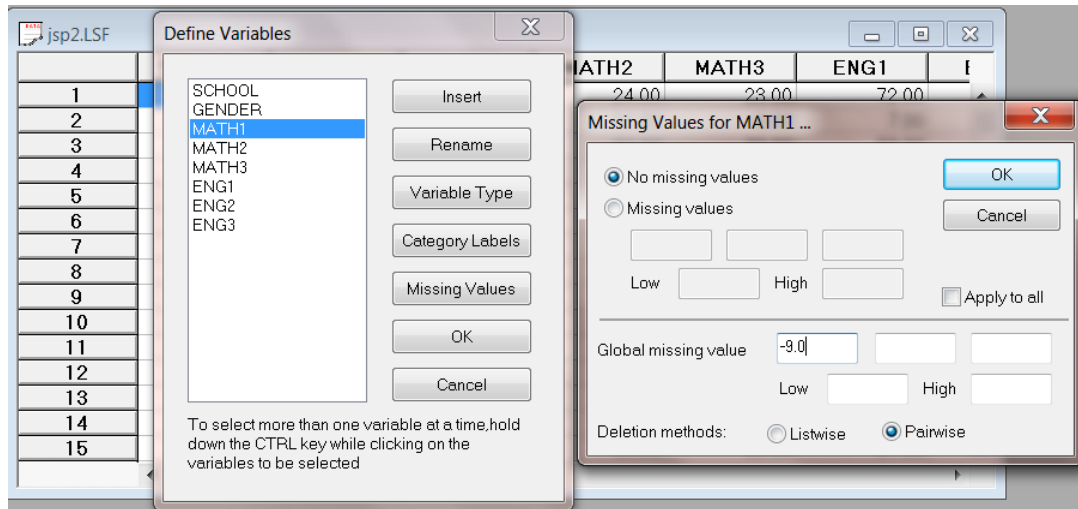 jsp2.LSF
MATH2 MATH3 ENG1
1 24.00 23.00 72.00
2
3
4
5
6
7
8
9
10
11
12
13
14
15
Define Variables
SCHOOL
GENDER
MATH1
MATH2
MATH3
ENG1
ENG2
ENG3
Insert
Rename
Variable Type
Category Labels
Missing Values
OK
Cancel
To select more than one variable at a time,hold
down the CTRL key while clicking on the
variables to be selected
Missing Values for MATH1 ...
No missing values
Missing values
Low High
OK
Cancel
Apply to all
Global missing value -9.0
Low High
Deletion methods: Listwise Pairwise